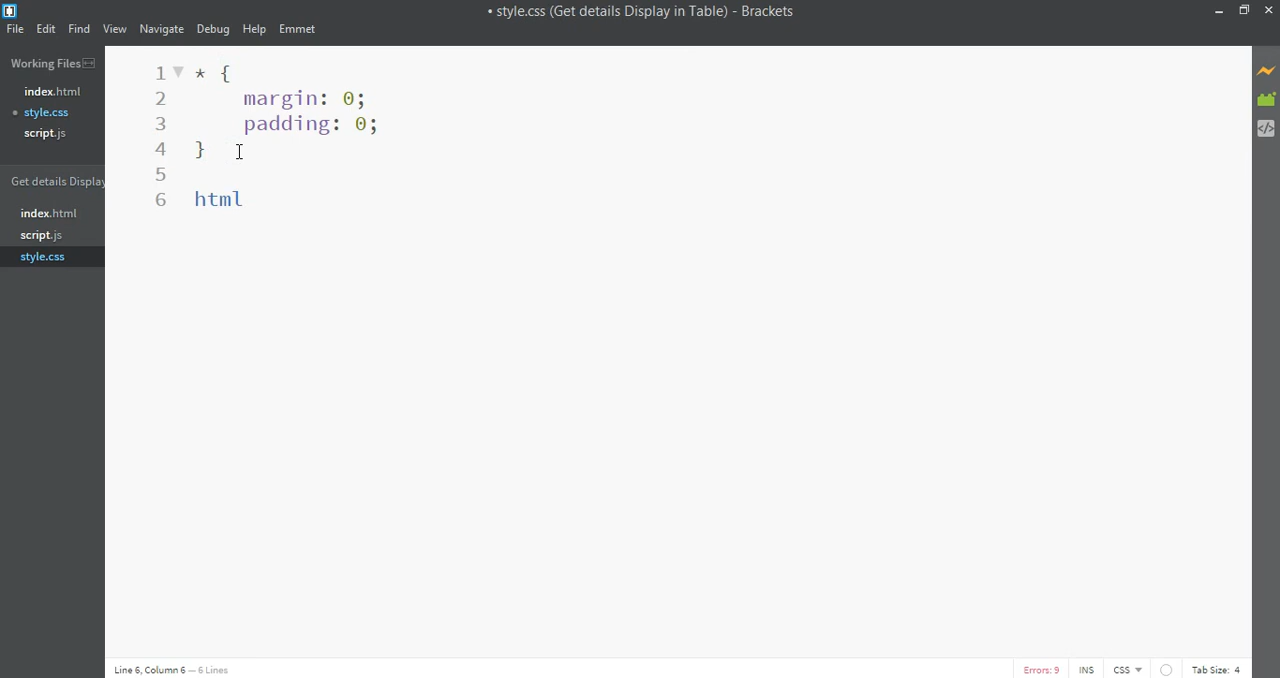 • style.css (Get details Display in Table) - Brackets
File Edit Find View Navigate Debug Help Emmet
Working Files
index.html
• style.css
script.js
Get details Display
index.html
script.js
style.css
1 * {
2 margin: 0;
3 padding: 0;
4 }
5
6 html
Line 6, Column 6 — 6 Lines
Errors: 9 INS CSS Tab Size: 4